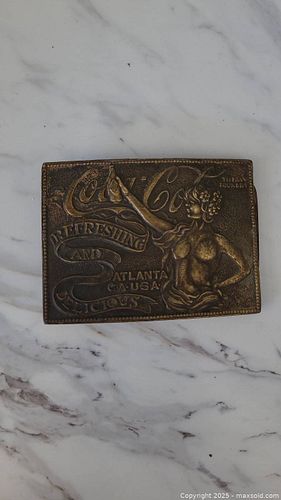 Coca-Cola
REFRESHING
AND
DELICIOUS
ATLANTA
GA·USA
Copyright © 2025 - maxsold.com